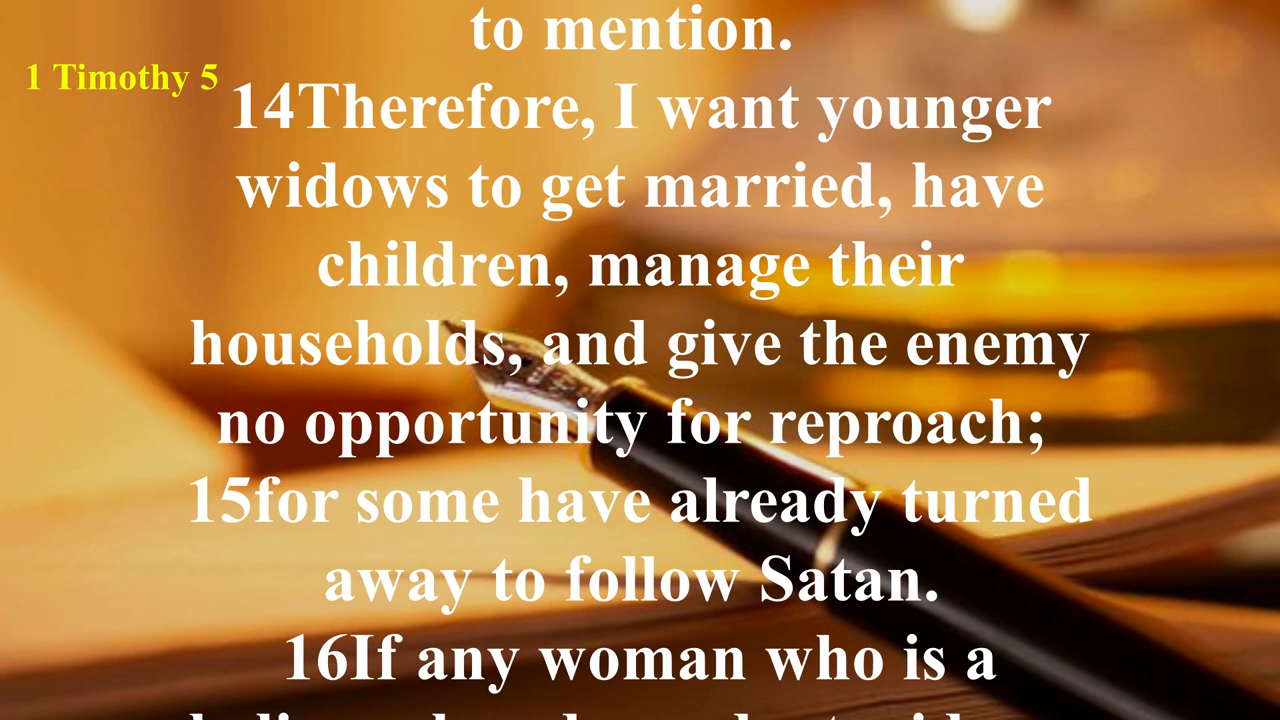 to mention.
1 Timothy 5
14Therefore, I want younger
widows to get married, have
children, manage their
households, and give the enemy
no opportunity for reproach;
15for some have already turned
away to follow Satan.
16If any woman who is a